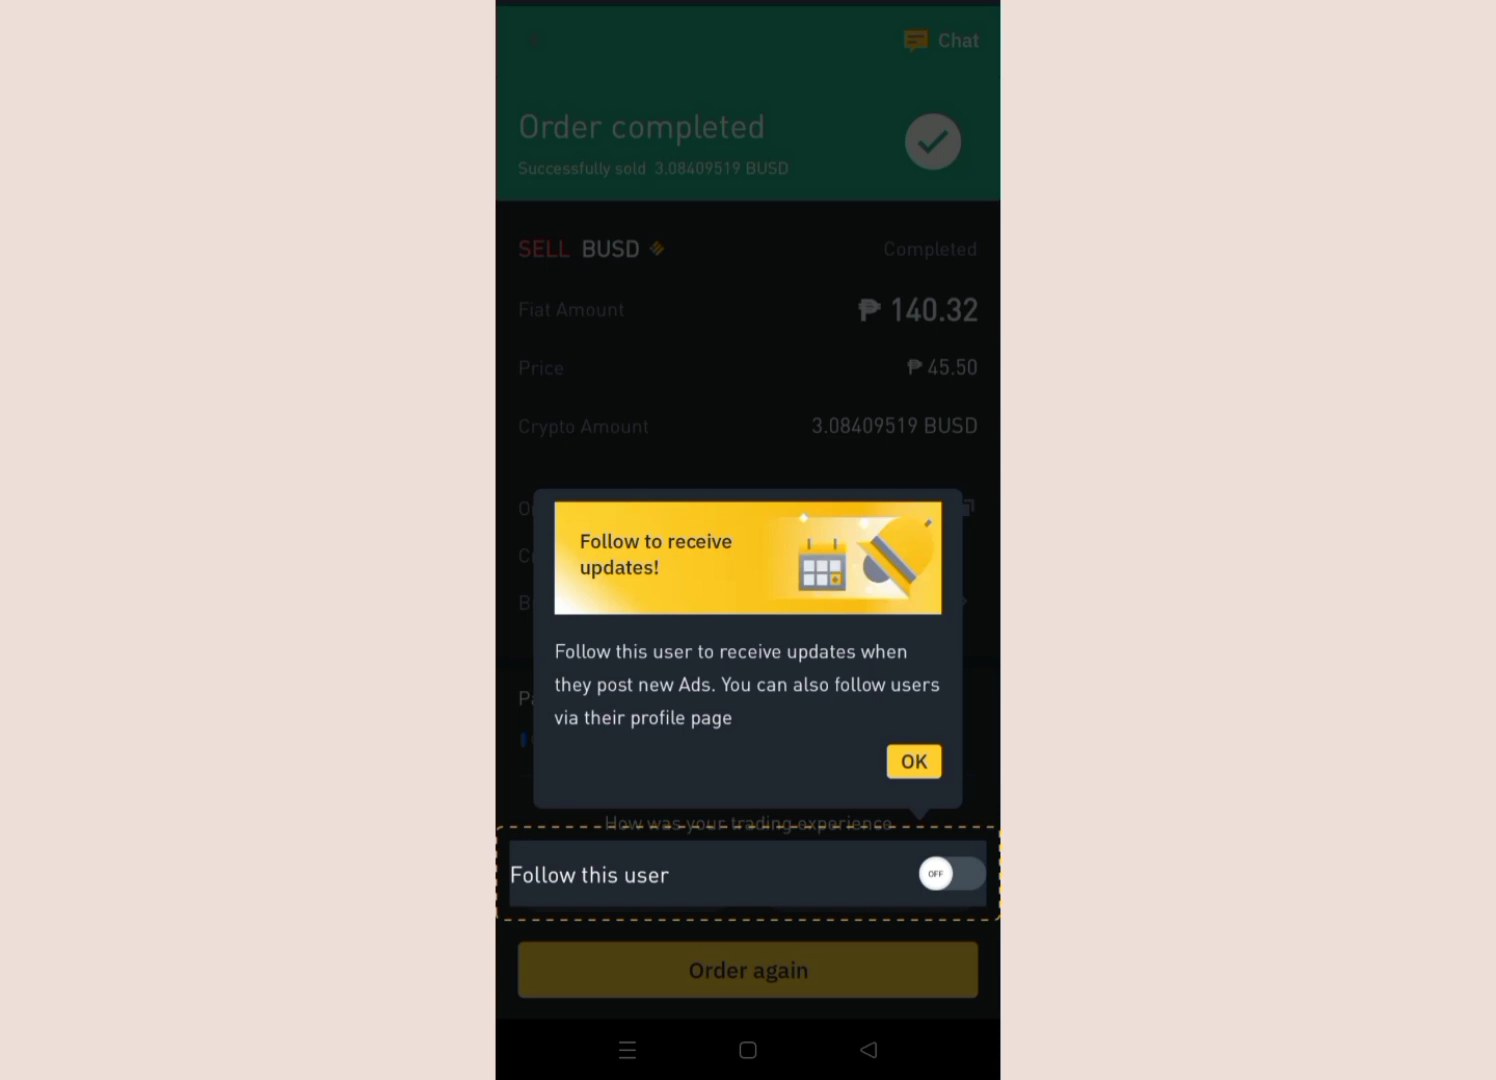 Chat
Order completed
Successfully sold 3.08409519 BUSD
SELL BUSD
Completed
Fiat Amount
₱ 140.32
Price
₱ 45.50
Crypto Amount
3.08409519 BUSD
Follow to receive
updates!
Follow this user to receive updates when
they post new Ads. You can also follow users
via their profile page
OK
How was your trading experience
Follow this user
OFF
Order again